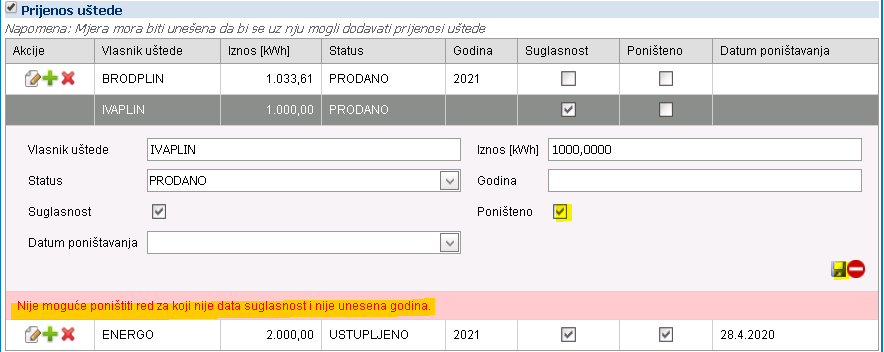 Prijenos uštede
Napomena: Mjera mora biti unešena da bi se uz nju mogli dodavati prijenosi uštede
Akcije Vlasnik uštede Iznos [kWh] Status Godina Suglasnost Poništeno Datum poništavanja
BRODPLIN 1.033,61 PRODANO 2021
IVAPLIN 1.000,00 PRODANO
Vlasnik uštede IVAPLIN Iznos [kWh] 1000,0000
Status PRODANO Godina
Suglasnost Poništeno
Datum poništavanja
Nije moguće poništiti red za koji nije data suglasnost i nije unesena godina.
ENERGO 2.000,00 USTUPLJENO 2021 28.4.2020